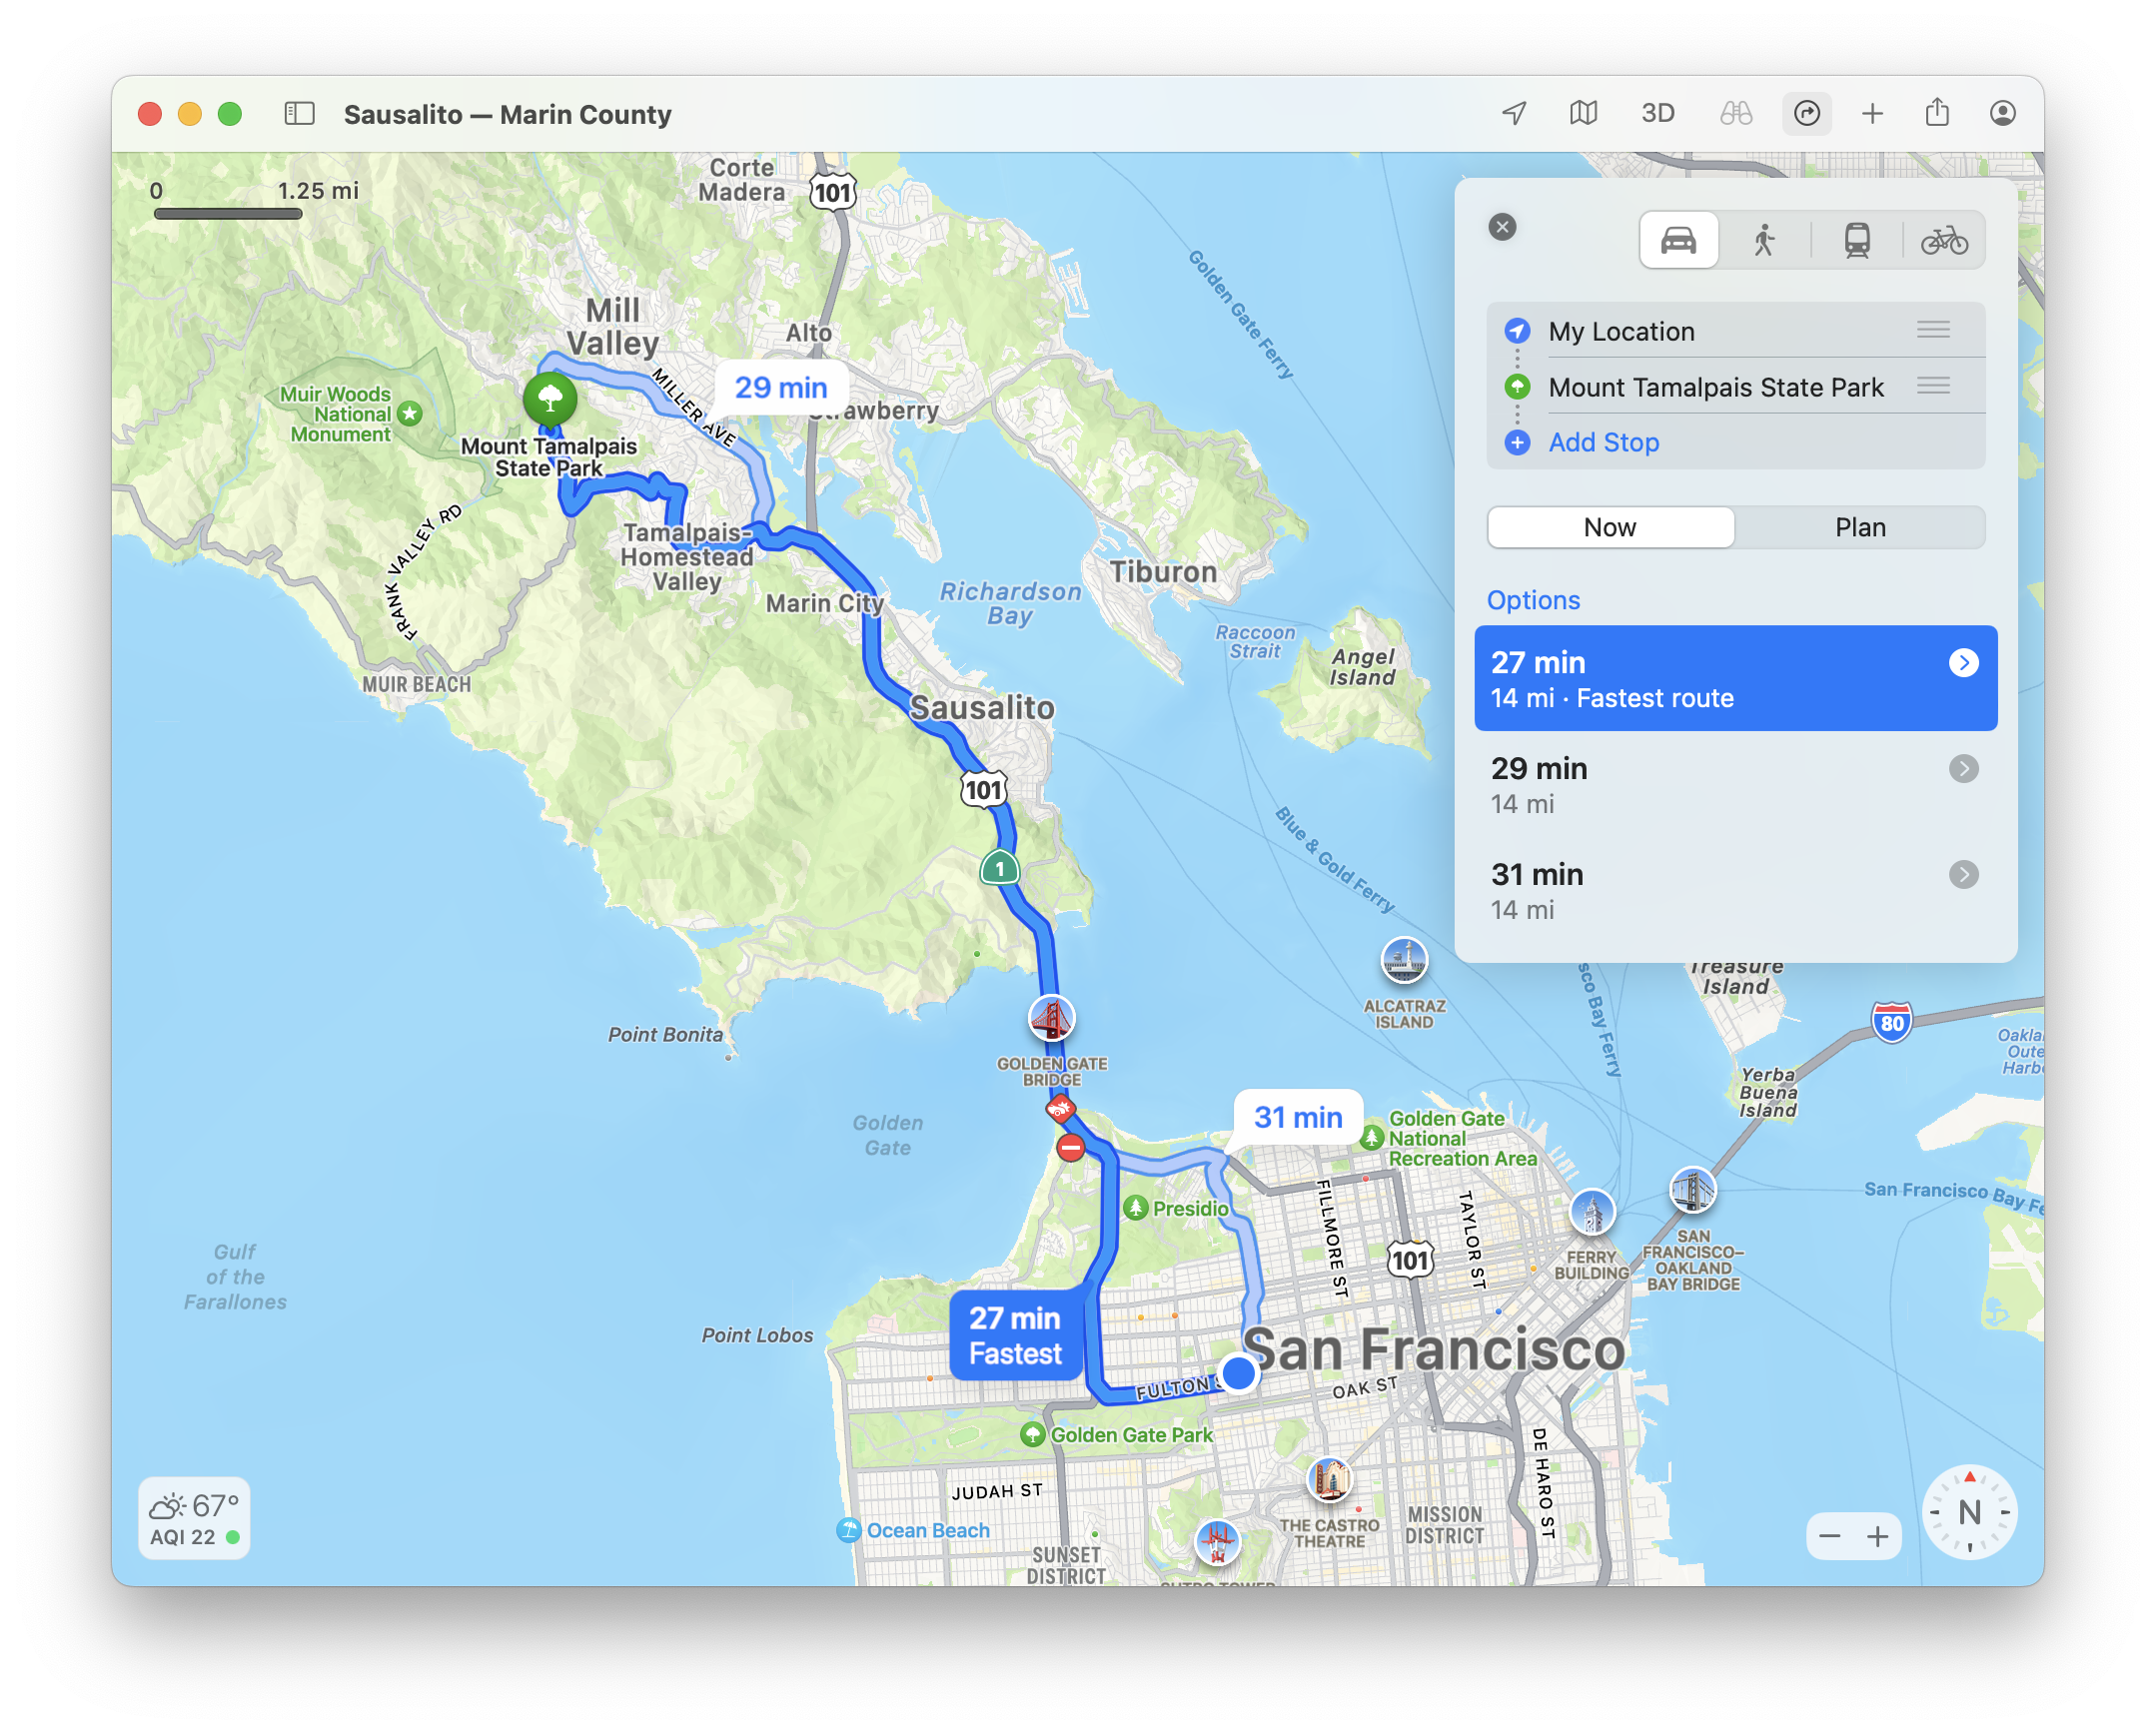 Sausalito — Marin County
3D
0 1.25 mi
Corte
Madera
101
Golden Gate Ferry
Mill
Valley
Alto
29 min
MILLER AVE
Muir Woods
National
Monument
Mount Tamalpais
State Park
FRANK VALLEY RD
Tamalpais-
Homestead
Valley
Marin City
Richardson
Bay
Tiburon
Raccoon
Strait
Angel
Island
MUIR BEACH
Sausalito
101
1
Blue & Gold Ferry
My Location
Mount Tamalpais State Park
Add Stop
Now Plan
Options
27 min
14 mi · Fastest route
29 min
14 mi
31 min
14 mi
Treasure
Island
ALCATRAZ
ISLAND
80
Bay Ferry
Point Bonita
GOLDEN GATE
BRIDGE
Golden
Gate
31 min
Golden Gate
National
Recreation Area
Yerba
Buena
Island
San Francisco Bay
Presidio
FILLMORE ST
TAYLOR ST
101
FERRY
BUILDING
SAN
FRANCISCO–
OAKLAND
BAY BRIDGE
Gulf
of the
Farallones
Point Lobos
27 min
Fastest
San Francisco
FULTON
OAK ST
Golden Gate Park
JUDAH ST
DE HARO ST
Ocean Beach
SUNSET
DISTRICT
THE CASTRO
THEATRE
MISSION
DISTRICT
67°
AQI 22
N